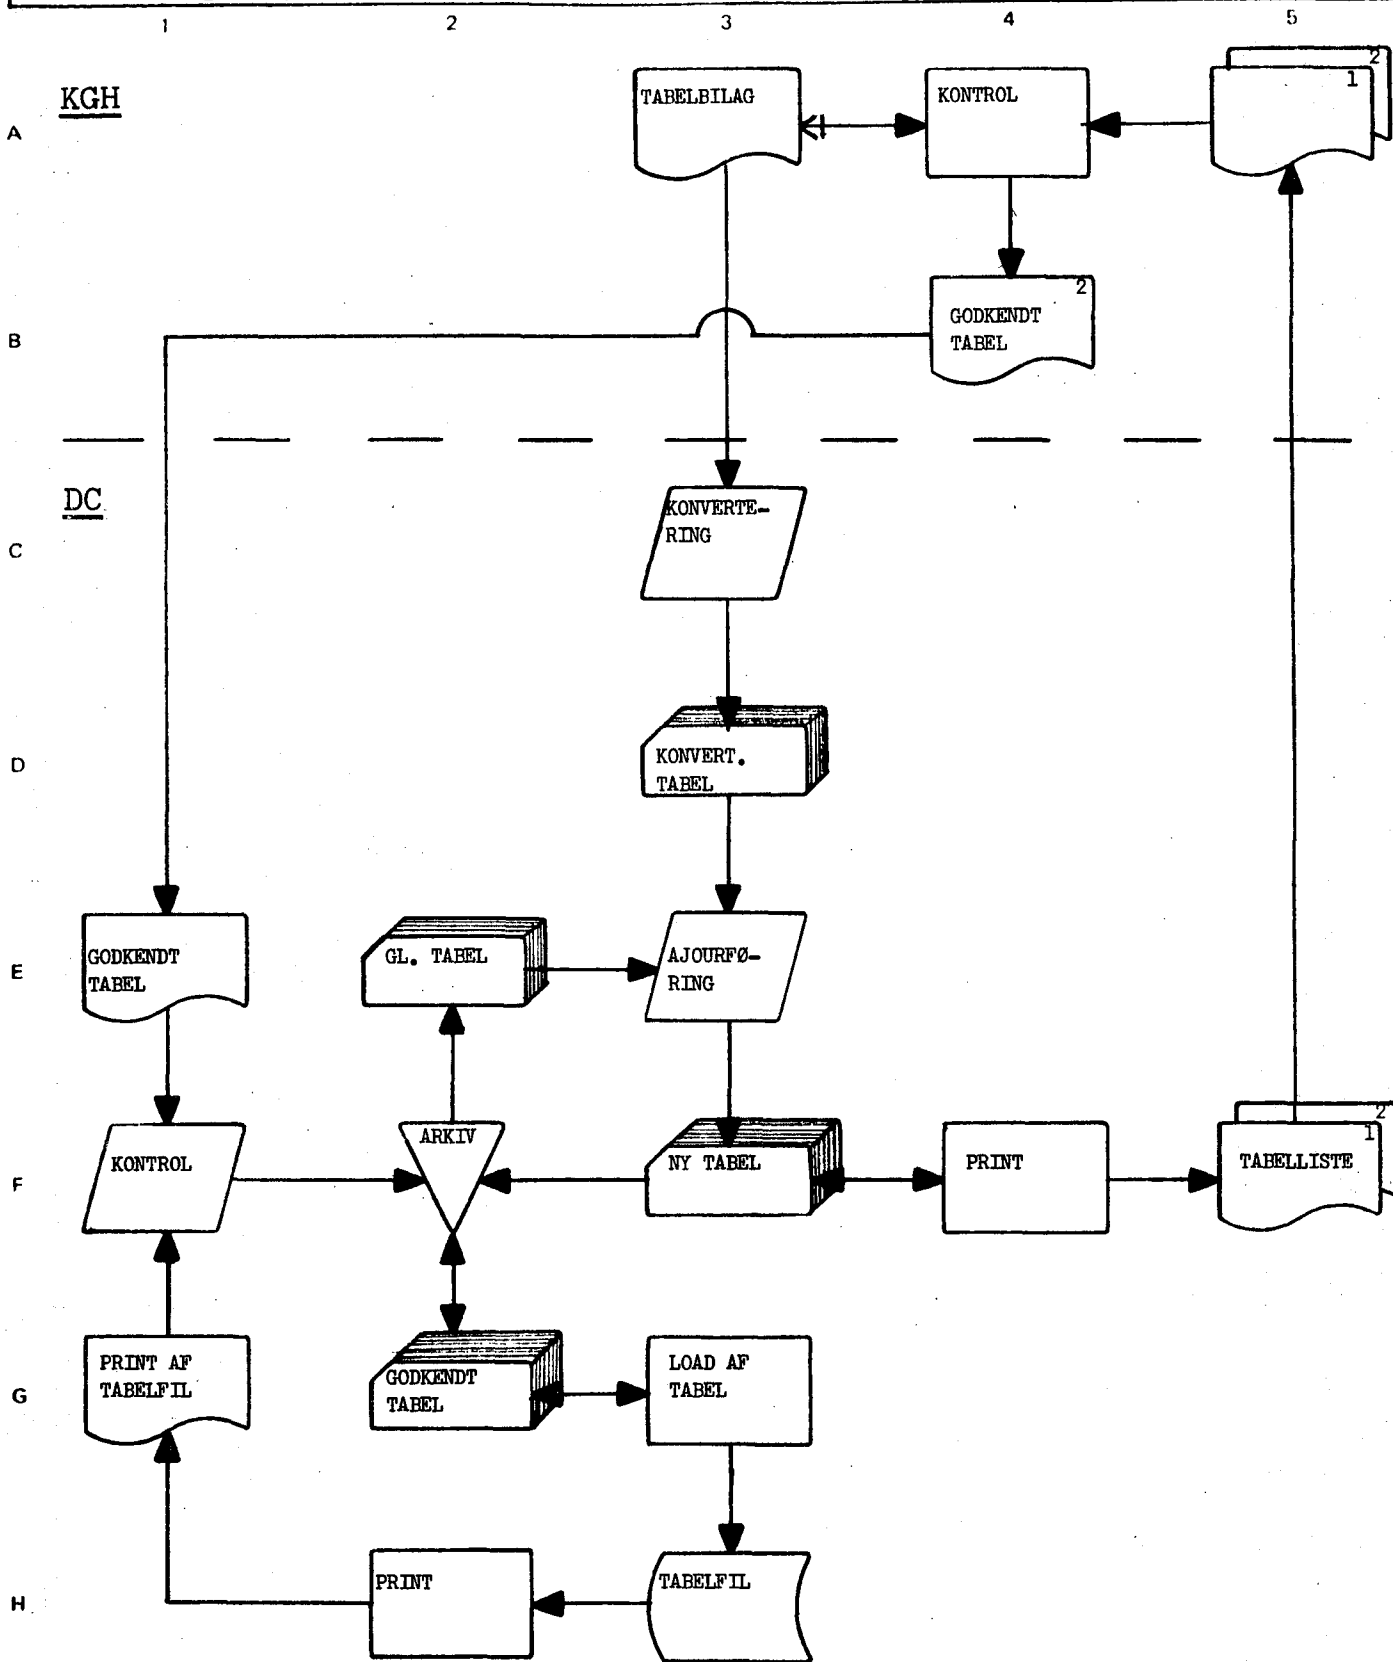 1 2 3 4 5
KGH
A
TABELBILAG
KONTROL
1
2
B
2
GODKENDT
TABEL
DC
C
KONVERTE-
RING
D
KONVERT.
TABEL
E
GODKENDT
TABEL
GL. TABEL
AJOURFØ-
RING
F
KONTROL
ARKIV
NY TABEL
PRINT
TABELLISTE
1
2
G
PRINT AF
TABELFIL
GODKENDT
TABEL
LOAD AF
TABEL
H
PRINT
TABELFIL